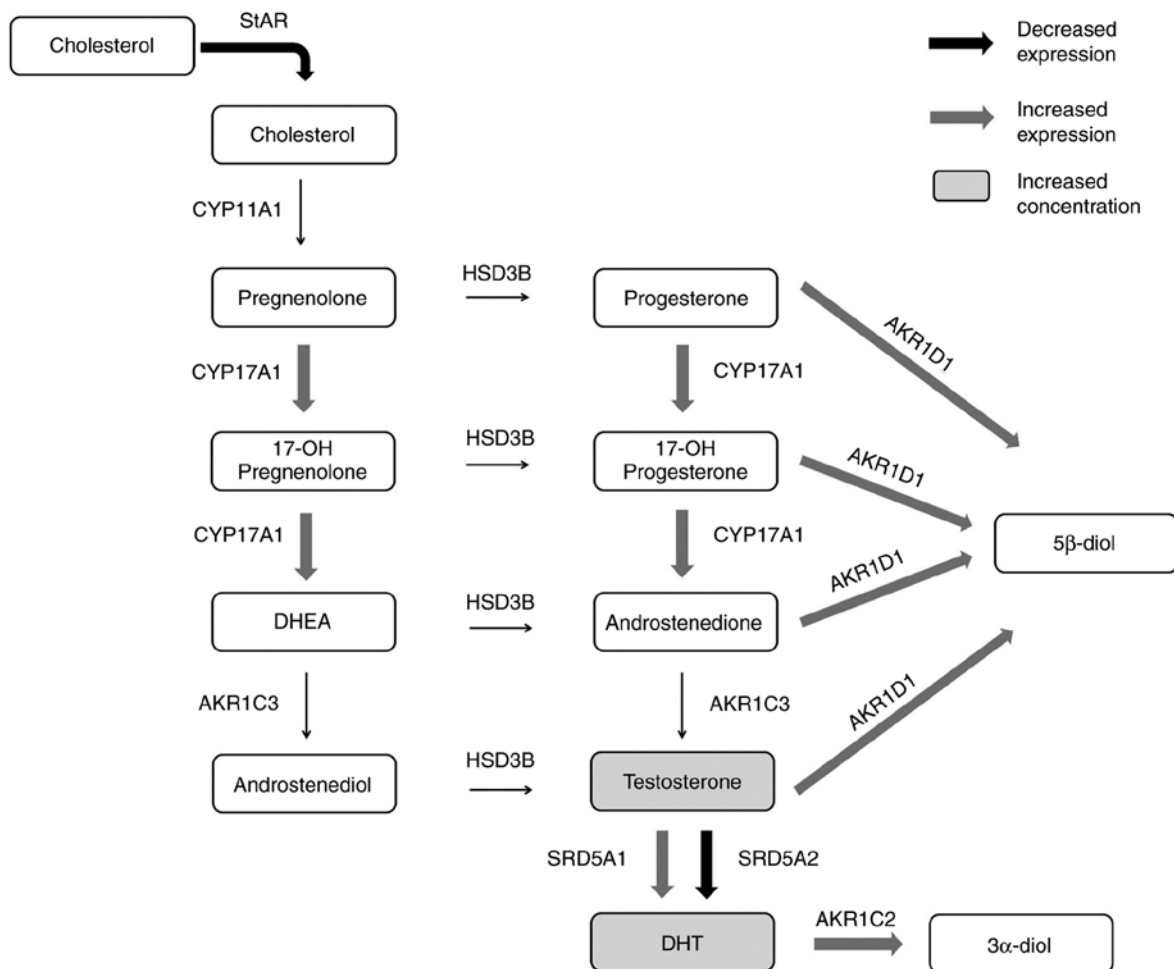 StAR
Cholesterol
Decreased
expression
Increased
expression
Increased
concentration
Cholesterol
CYP11A1
Pregnenolone
HSD3B
Progesterone
AKR1D1
CYP17A1
CYP17A1
17-OH
Pregnenolone
HSD3B
17-OH
Progesterone
AKR1D1
CYP17A1
CYP17A1
5β-diol
AKR1D1
DHEA
HSD3B
Androstenedione
AKR1C3
AKR1C3
AKR1D1
Androstenediol
HSD3B
Testosterone
SRD5A1
SRD5A2
DHT
AKR1C2
3α-diol